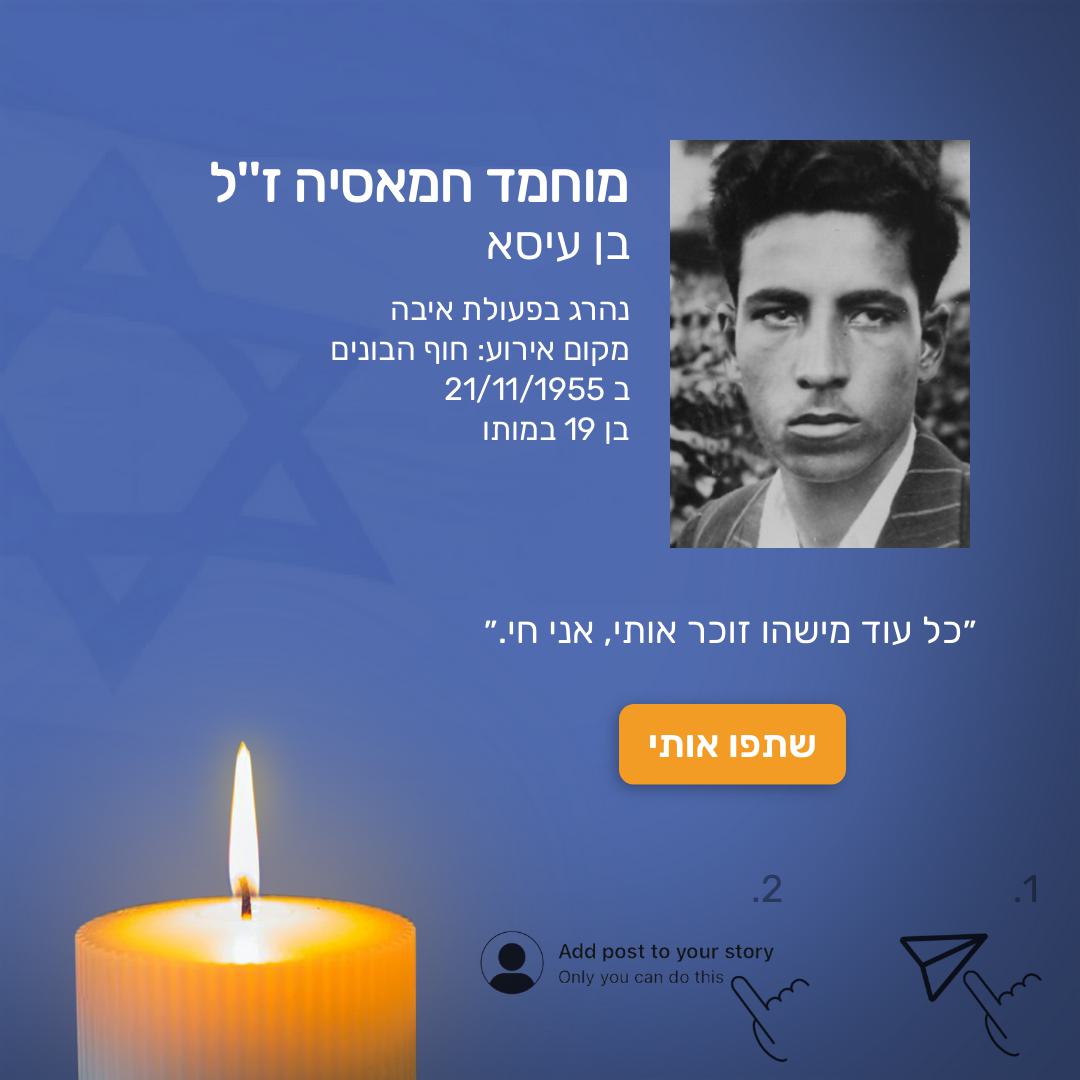 מוחמד חמאסיה ז"ל
בן עיסא
נהרג בפעולת איבה
מקום אירוע: חוף הבונים
ב 21/11/1955
בן 19 במותו
״כל עוד מישהו זוכר אותי, אני חי.״
שתפו אותי
1.
2.
Add post to your story
Only you can do this